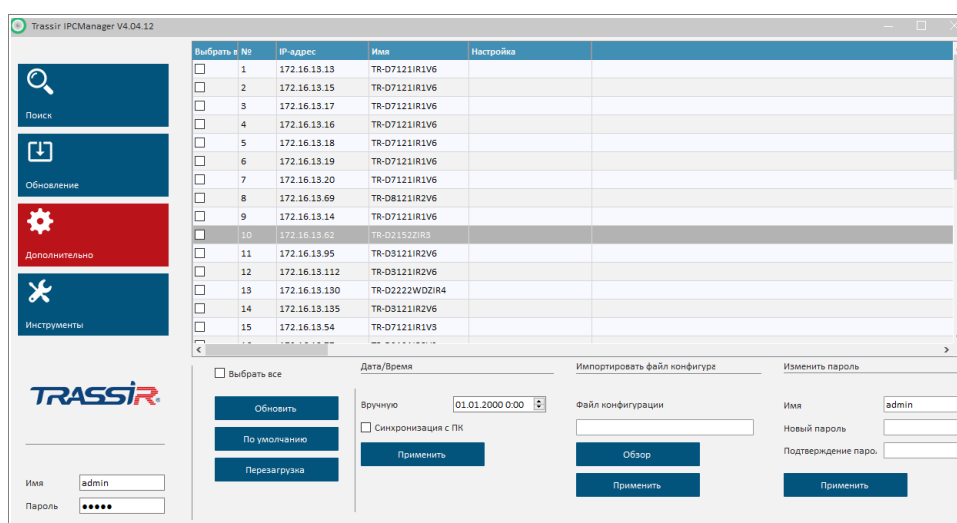 Trassir IPCManager V4.04.12
Поиск
Обновление
Дополнительно
Инструменты
TRASSIR
Имя admin
Пароль •••••
Выбрать в № IP-адрес Имя Настройка
1 172.16.13.13 TR-D7121IR1V6
2 172.16.13.15 TR-D7121IR1V6
3 172.16.13.17 TR-D7121IR1V6
4 172.16.13.16 TR-D7121IR1V6
5 172.16.13.18 TR-D7121IR1V6
6 172.16.13.19 TR-D7121IR1V6
7 172.16.13.20 TR-D7121IR1V6
8 172.16.13.69 TR-D8121IR2V6
9 172.16.13.14 TR-D7121IR1V6
10 172.16.13.62 TR-D2152ZIR3
11 172.16.13.95 TR-D3121IR2V6
12 172.16.13.112 TR-D3121IR2V6
13 172.16.13.130 TR-D2222WDZIR4
14 172.16.13.135 TR-D3121IR2V6
15 172.16.13.54 TR-D7121IR1V3
Выбрать все
Обновить
По умолчанию
Перезагрузка
Дата/Время
Вручную 01.01.2000 0:00
Синхронизация с ПК
Применить
Импортировать файл конфигурс
Файл конфигурации
Обзор
Применить
Изменить пароль
Имя admin
Новый пароль
Подтверждение паро
Применить